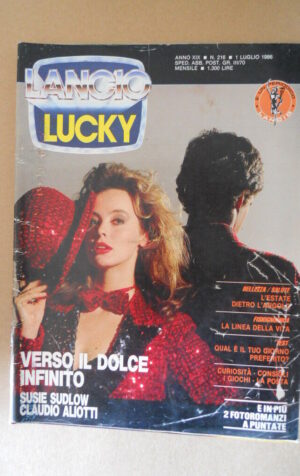 ANNO XIX ■ N. 216 ■ 1 LUGLIO 1986
SPED. ABB. POST. GR. III/70
MENSILE ■ 1.300 LIRE
LANCIO
LUCKY
BELLEZZA / SALUTE
L'ESTATE
DIETRO L'ANGOLO
LA LINEA DELLA VITA
TEST
QUAL È IL TUO GIORNO
PREFERITO?
CURIOSITÀ - CONSIGLI
I GIOCHI - LA POSTA
E IN PIÙ
2 FOTOROMANZI
A PUNTATE
VERSO IL DOLCE
INFINITO
SUSIE SUDLOW
CLAUDIO ALIOTTI